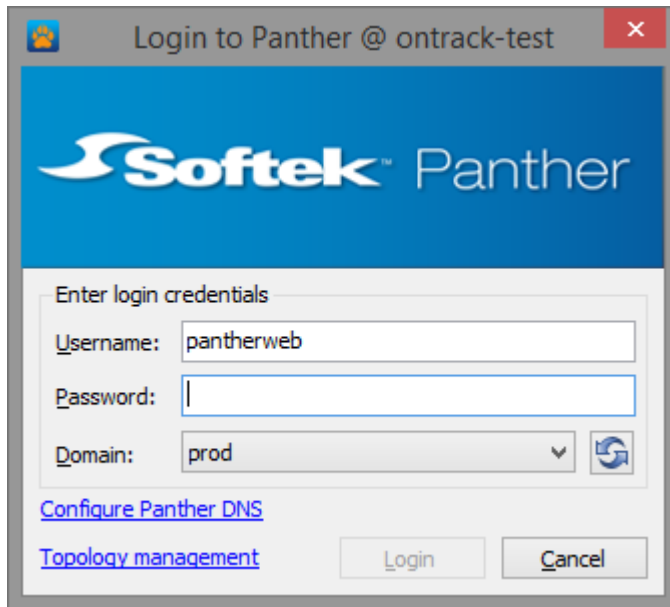 Login to Panther @ ontrack-test
Softek™ Panther
Enter login credentials
Username: pantherweb
Password:
Domain: prod
Configure Panther DNS
Topology management Login Cancel